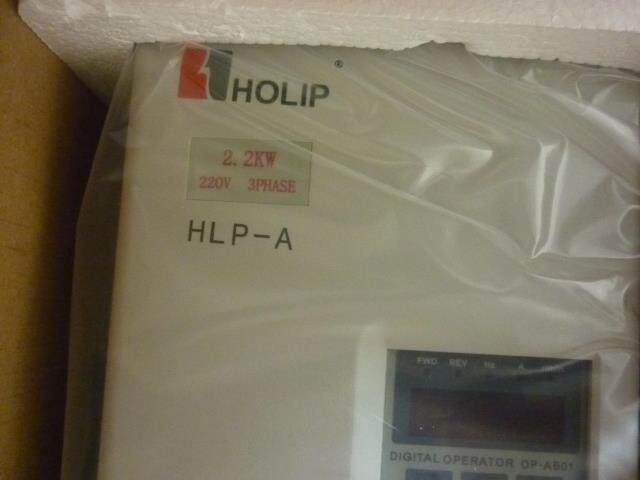 HOLIP ®
2.2KW
220V 3PHASE
HLP-A
FWD REV Hz A
DIGITAL OPERATOR OP-AB01